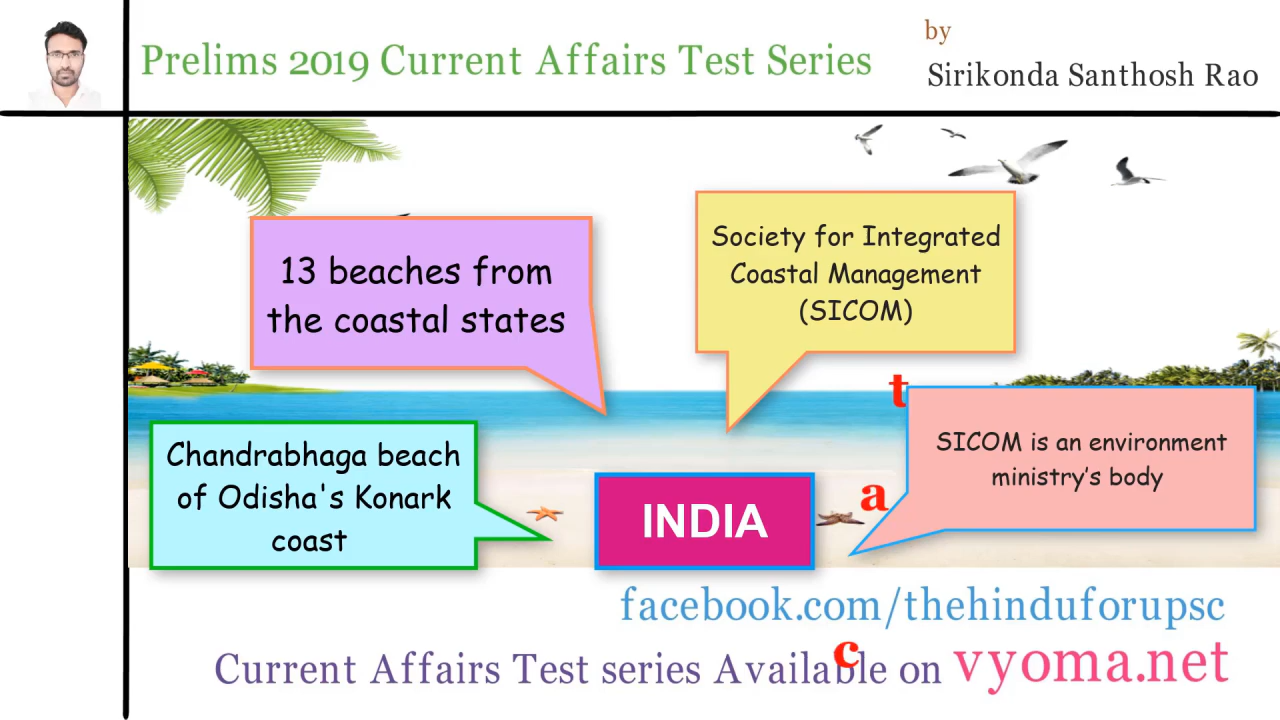 Prelims 2019 Current Affairs Test Series
by
Sirikonda Santhosh Rao
13 beaches from
the coastal states
Society for Integrated
Coastal Management
(SICOM)
t
Chandrabhaga beach
of Odisha's Konark
coast
SICOM is an environment
ministry's body
a
INDIA
facebook.com/thehinduforupsc
c
Current Affairs Test series Available on vyoma.net